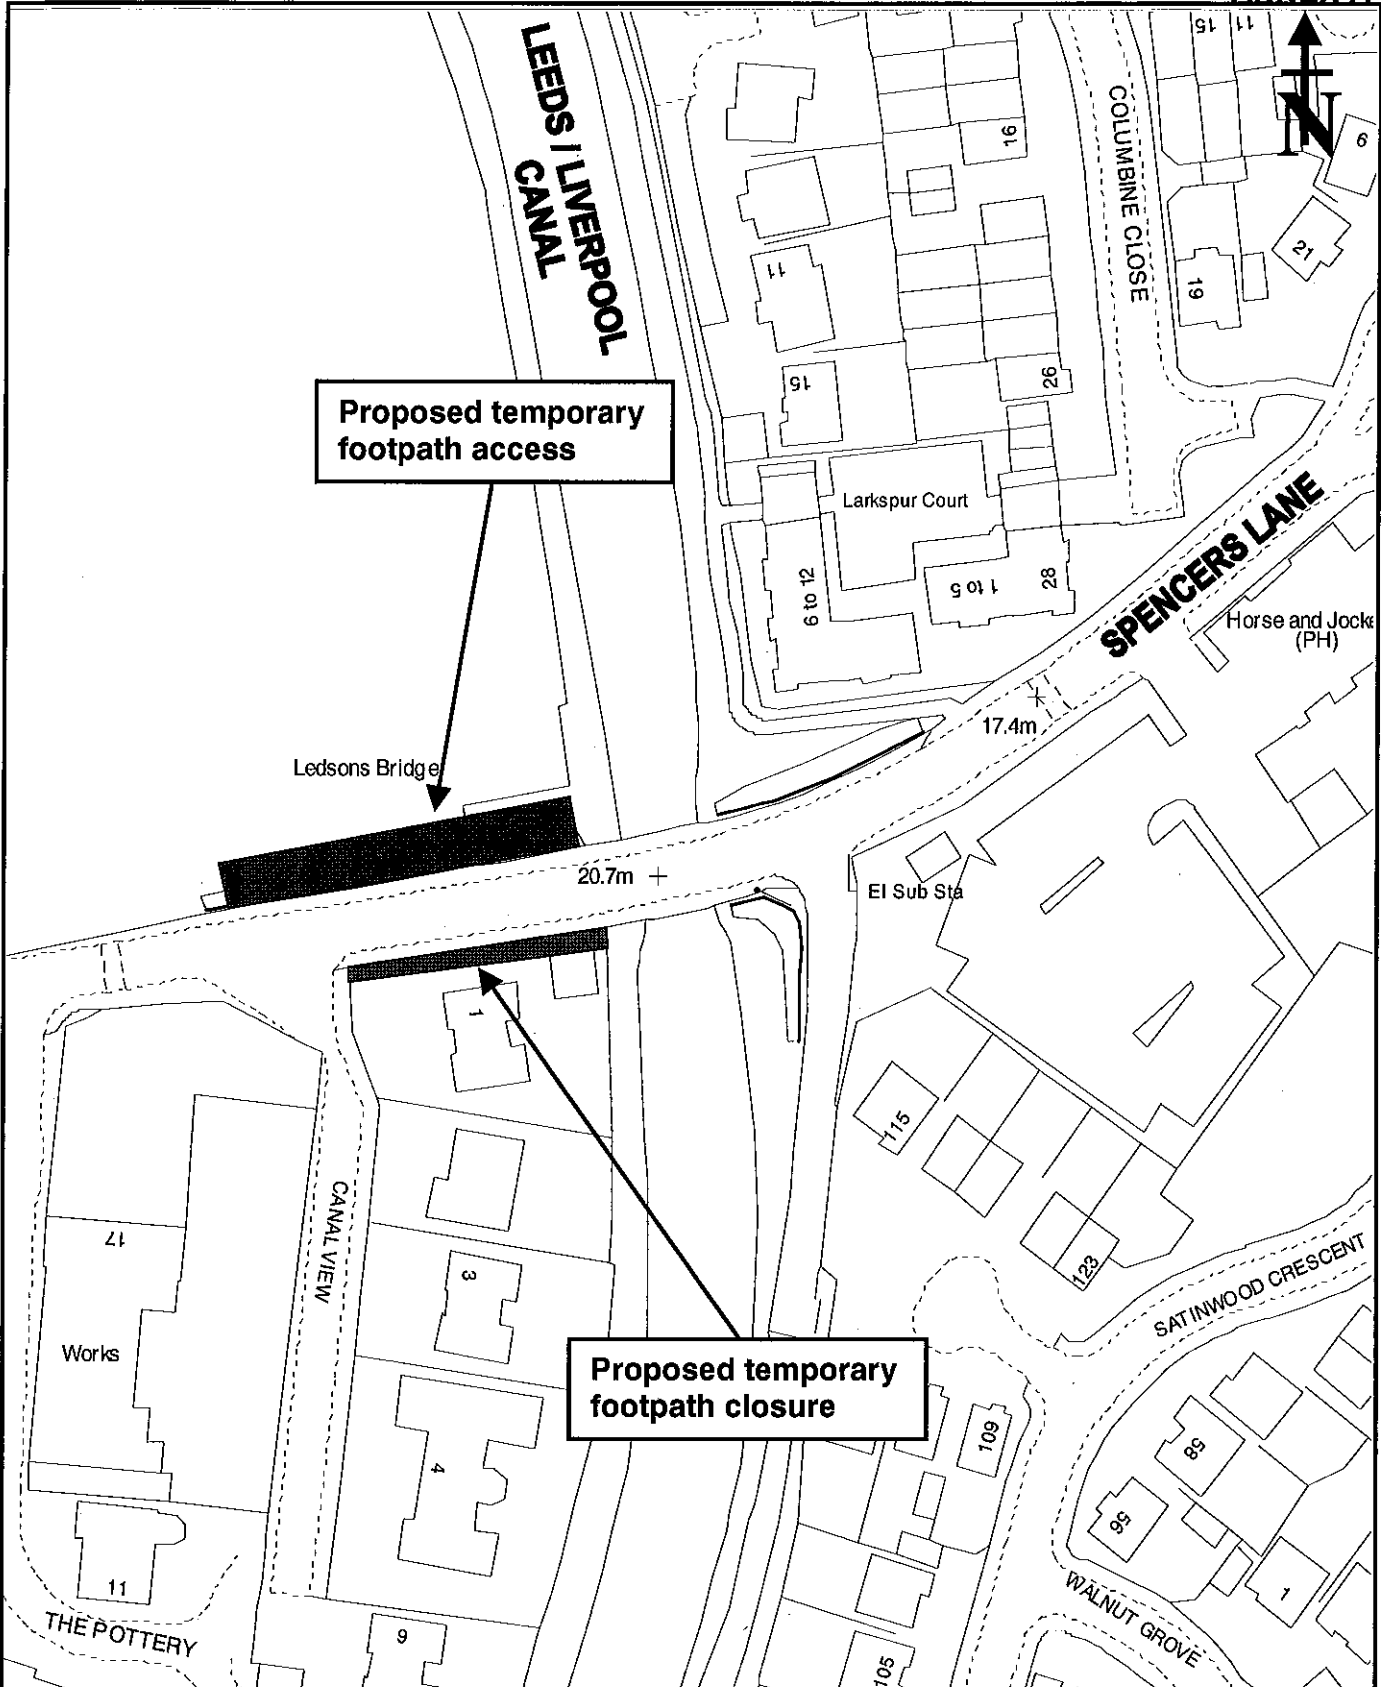 15
11
N
6
LEEDS / LIVERPOOL
CANAL
16
COLUMBINE CLOSE
21
19
11
15
26
Proposed temporary
footpath access
Larkspur Court
SPENCERS LANE
6 to 12
1 to 5
28
Horse and Jocke
(PH)
17.4m
Ledsons Bridge
20.7m
El Sub Sta
1
115
CANAL VIEW
17
3
123
SATINWOOD CRESCENT
Works
Proposed temporary
footpath closure
109
58
4
56
11
1
WALNUT GROVE
THE POTTERY
9
105